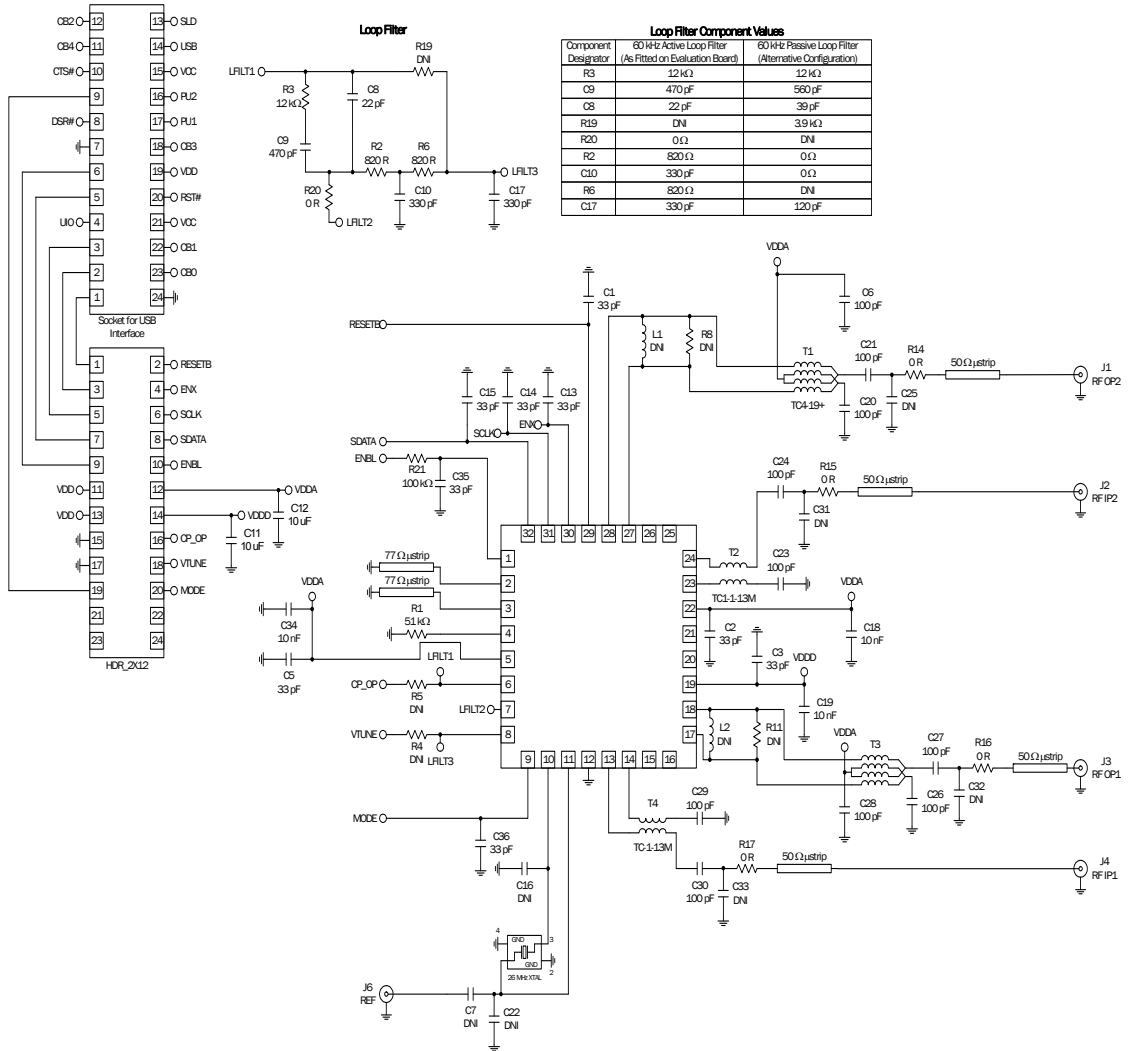 CB2 12 13 SLD
CB4 11 14 USB
CTS# 10 15 VCC
9 16 PU2
DSR# 8 17 PU1
7 18 CB3
6 19 VDD
5 20 RST#
UIO 4 21 VCC
3 22 CB1
2 23 CB0
1 24
Socket for USB
Interface
1 2 RESETB
3 4 ENX
5 6 SCLK
7 8 SDATA
9 10 ENBL
VDD 11 12 VDDA
C12
10 uF
VDD 13 14 VDDD
C11
10 uF
15 16 CP_OP
17 18 VTUNE
19 20 MODE
21 22
23 24
HDR_2X12
Loop Filter
R19
DNI
LFILT1
R3
12 kΩ
C8
22 pF
C9
470 pF
R2
820 R
R6
820 R
LFILT3
R20
0 R
C10
330 pF
C17
330 pF
LFILT2
Loop Filter Component Values
Component Designator 60 kHz Active Loop Filter (As Fitted on Evaluation Board) 60 kHz Passive Loop Filter (Alternative Configuration)
R3 12 kΩ 12 kΩ
C9 470 pF 560 pF
C8 22 pF 39 pF
R19 DNI 3.9 kΩ
R20 0 Ω DNI
R2 820 Ω 0 Ω
C10 330 pF 0 Ω
R6 820 Ω DNI
C17 330 pF 120 pF
VDDA
C6
100 pF
C1
33 pF
RESETB
L1
DNI
R8
DNI
T1
TC4-19+
C21
100 pF
R14
0 R
50 Ω µstrip
J1
RF OP2
C20
100 pF
C25
DNI
C15
33 pF
C14
33 pF
C13
33 pF
ENX
SCLK
SDATA
ENBL
R21
100 kΩ
C35
33 pF
C24
100 pF
R15
0 R
50 Ω µstrip
J2
RF IP2
C31
DNI
32 31 30 29 28 27 26 25
1
2
3
4
5
6
7
8
9 10 11 12 13 14 15 16
24
23
22
21
20
19
18
17
77 Ω µstrip
77 Ω µstrip
VDDA
R1
51 kΩ
C34
10 nF
C5
33 pF
LFILT1
CP_OP
R5
DNI
LFILT2
VTUNE
R4
DNI
LFILT3
T2
TC1-1-13M
C23
100 pF
VDDA
C2
33 pF
C18
10 nF
C3
33 pF
VDDD
C19
10 nF
L2
DNI
R11
DNI
VDDA
T3
C27
100 pF
R16
0 R
50 Ω µstrip
J3
RF OP1
C28
100 pF
C26
100 pF
C32
DNI
MODE
C36
33 pF
T4
TC-1-13M
C29
100 pF
R17
0 R
50 Ω µstrip
J4
RF IP1
C30
100 pF
C33
DNI
C16
DNI
4
GND
3
GND
2
26 MHz XTAL
J6
REF
C7
DNI
C22
DNI